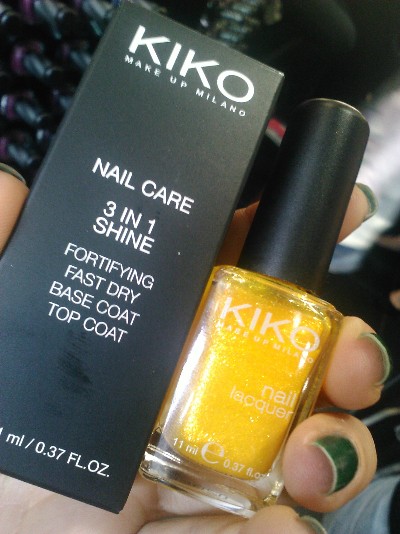 KIKO
MAKE UP MILANO
NAIL CARE
3 IN 1
SHINE
FORTIFYING
FAST DRY
BASE COAT
TOP COAT
1 ml / 0.37 FL.OZ.
KIKO
MAKE UP MILANO
nail
lacquer
11 ml e 0.37 fl.oz